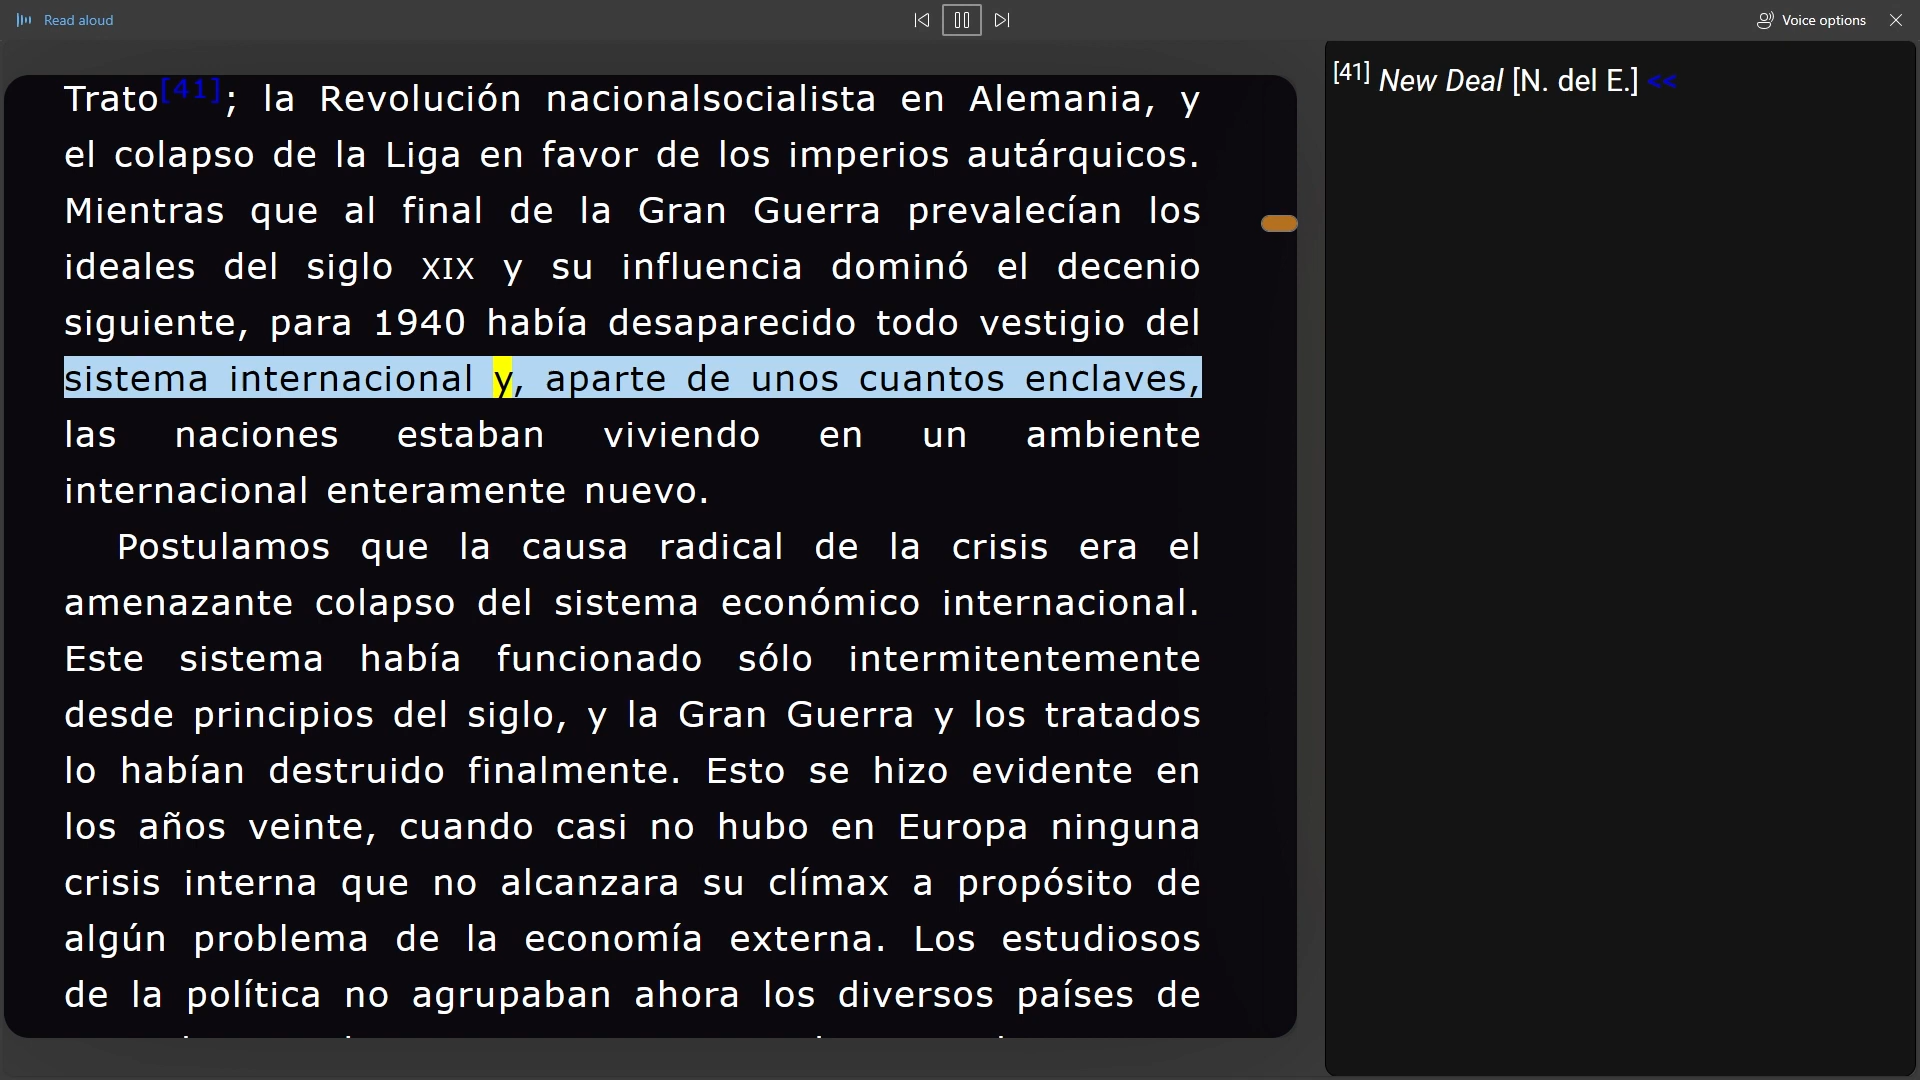 Read aloud
Voice options
Trato[41]; la Revolución nacionalsocialista en Alemania, y
el colapso de la Liga en favor de los imperios autárquicos.
Mientras que al final de la Gran Guerra prevalecían los
ideales del siglo XIX y su influencia dominó el decenio
siguiente, para 1940 había desaparecido todo vestigio del
sistema internacional y, aparte de unos cuantos enclaves,
las naciones estaban viviendo en un ambiente
internacional enteramente nuevo.
Postulamos que la causa radical de la crisis era el
amenazante colapso del sistema económico internacional.
Este sistema había funcionado sólo intermitentemente
desde principios del siglo, y la Gran Guerra y los tratados
lo habían destruido finalmente. Esto se hizo evidente en
los años veinte, cuando casi no hubo en Europa ninguna
crisis interna que no alcanzara su clímax a propósito de
algún problema de la economía externa. Los estudiosos
de la política no agrupaban ahora los diversos países de
[41] New Deal [N. del E.] <<